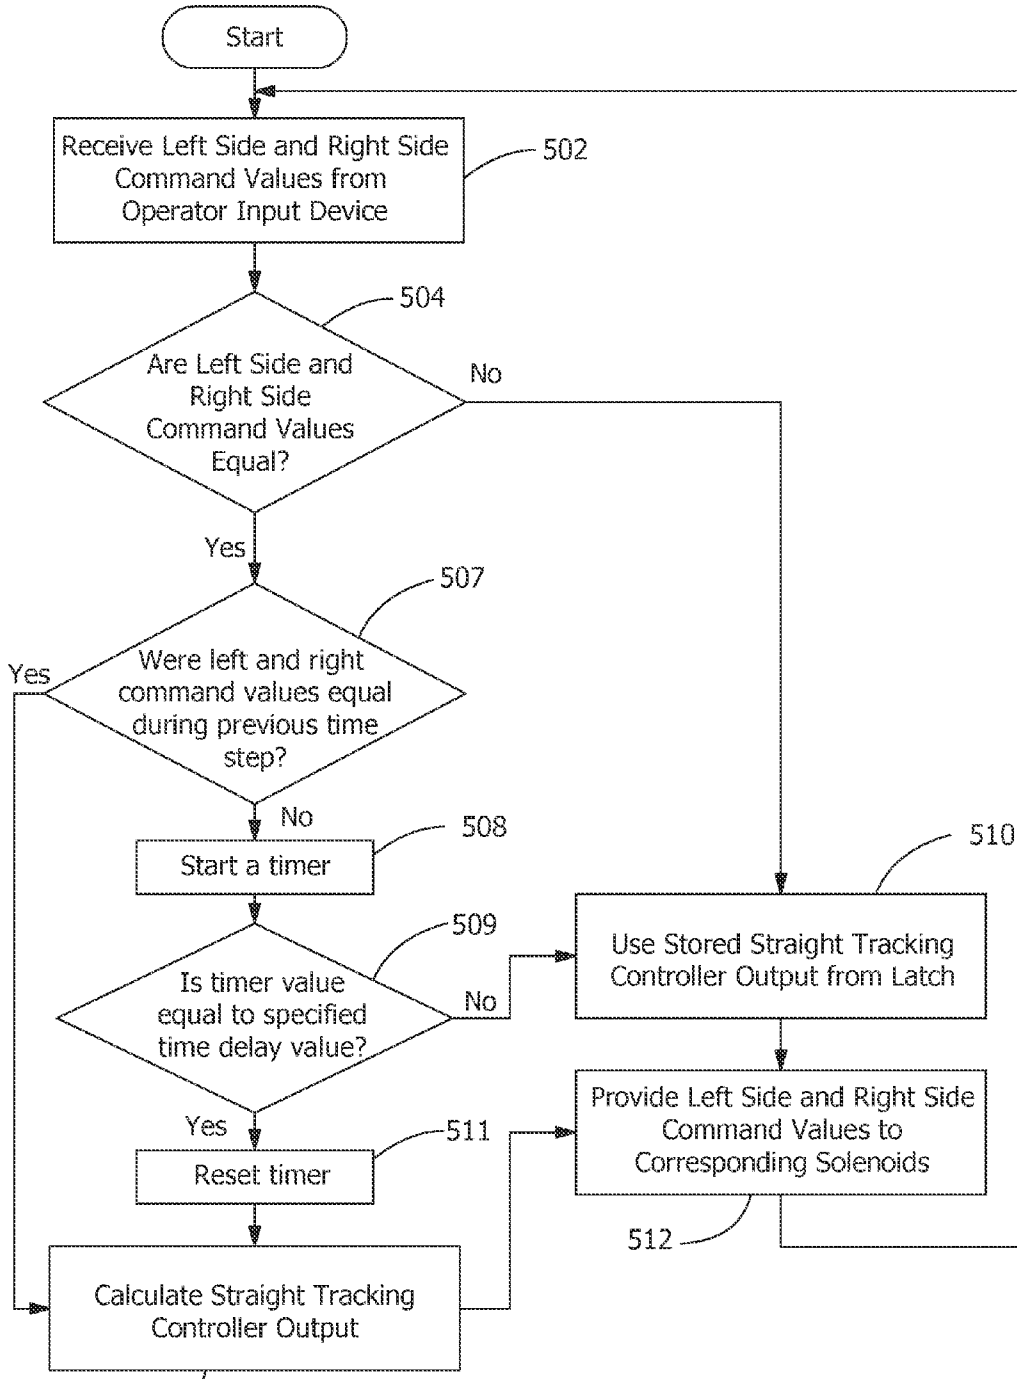 Start
Receive Left Side and Right Side
Command Values from
Operator Input Device
502
504
Are Left Side and
Right Side
Command Values
Equal?
No
Yes
507
Were left and right
command values equal
during previous time
step?
Yes
No
508
Start a timer
509
Is timer value
equal to specified
time delay value?
No
510
Use Stored Straight Tracking
Controller Output from Latch
Yes
511
Reset timer
Provide Left Side and Right Side
Command Values to
Corresponding Solenoids
512
Calculate Straight Tracking
Controller Output